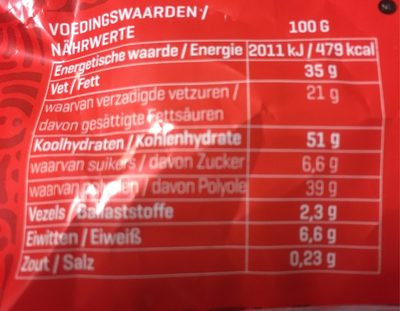 VOEDINGSWAARDEN /
NÄHRWERTE 100 G
Energetische waarde / Energie 2011 kJ / 479 kcal
Vet / Fett 35 g
waarvan verzadigde vetzuren / 21 g
davon gesättigte Fettsäuren
Koolhydraten / Kohlenhydrate 51 g
waarvan suikers / davon Zucker 6,6 g
waarvan / davon Polyole 39 g
Vezels / Ballaststoffe 2,3 g
Eiwitten / Eiweiß 6,6 g
Zout / Salz 0,23 g